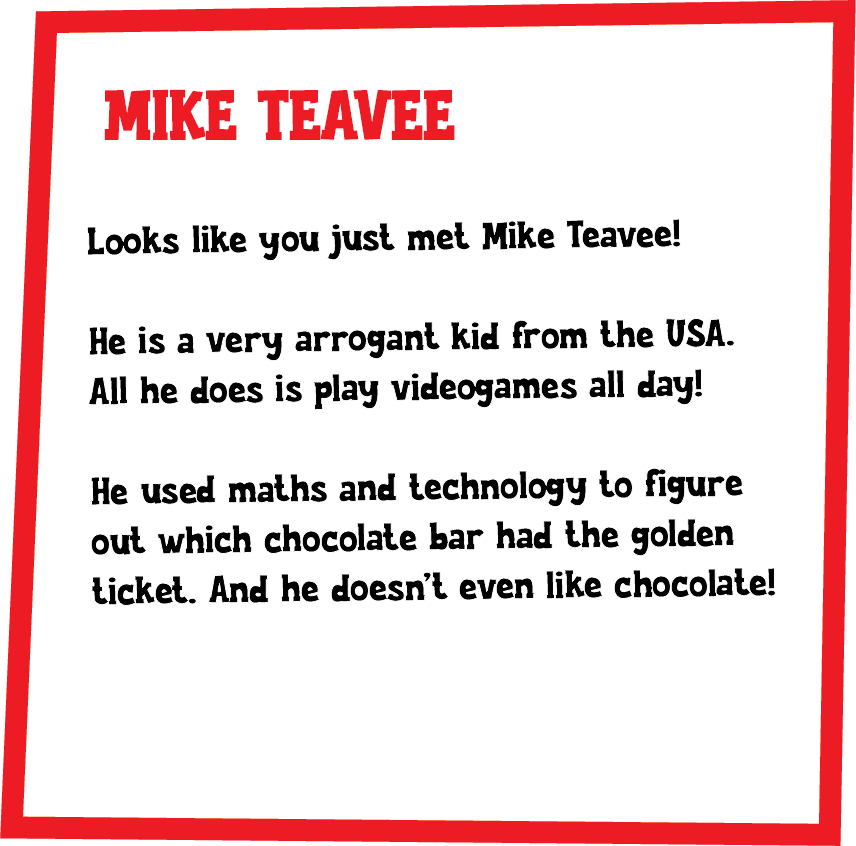 MIKE TEAVEE
Looks like you just met Mike Teavee!
He is a very arrogant kid from the USA.
All he does is play videogames all day!
He used maths and technology to figure
out which chocolate bar had the golden
ticket. And he doesn't even like chocolate!